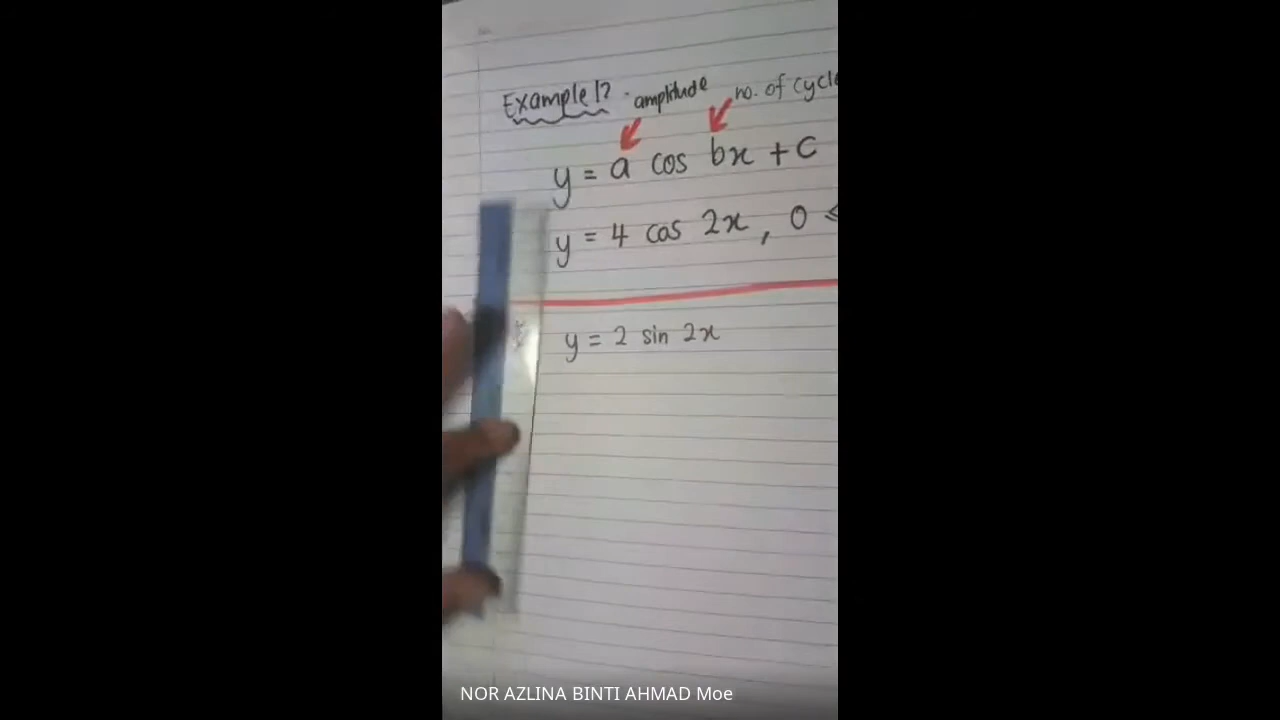 Example 17.
amplitude
no. of cycle
y = a cos bx + c
y = 4 cos 2x, 0 ≤
y = 2 sin 2x
NOR AZLINA BINTI AHMAD Moe